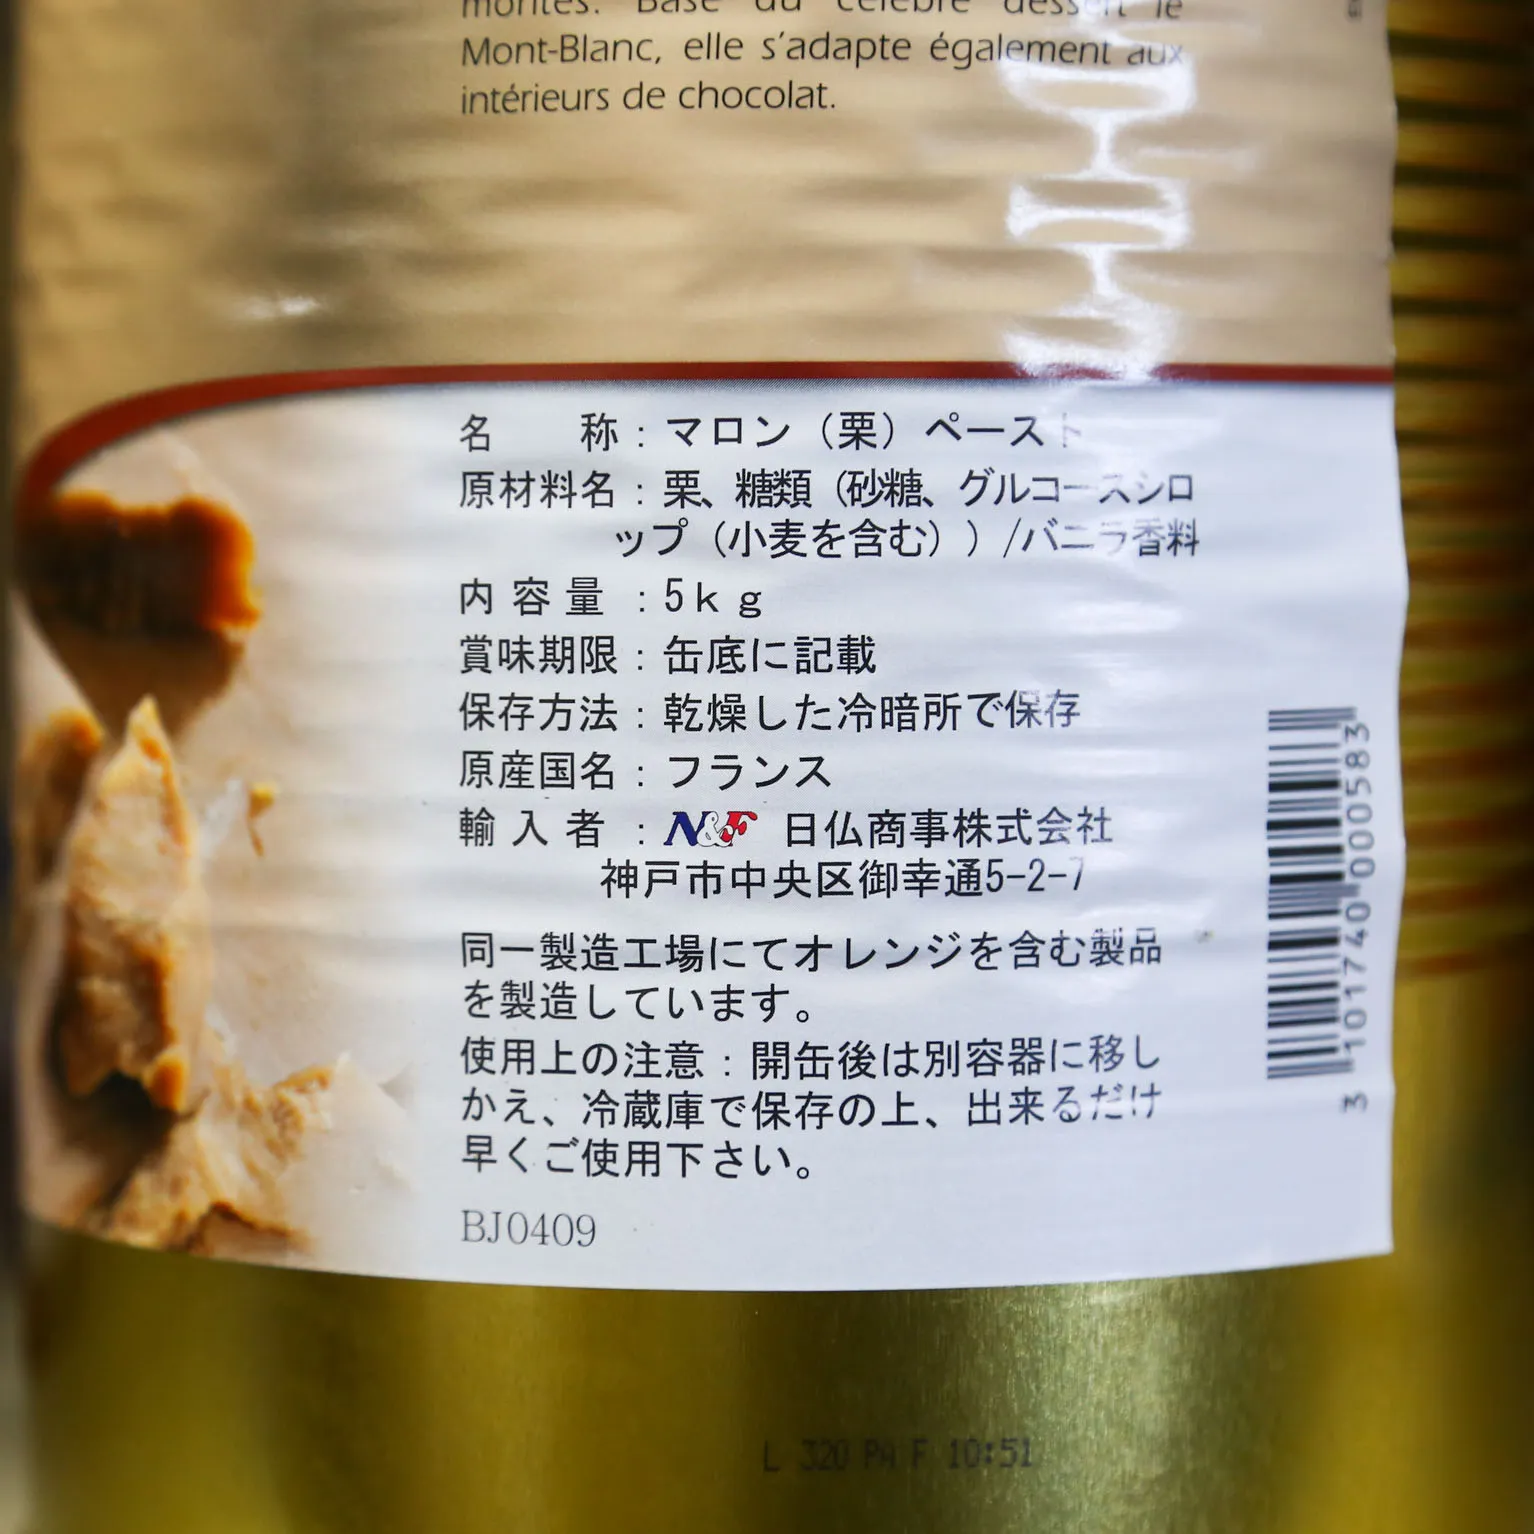 montés. Base du célèbre dessert le
Mont-Blanc, elle s'adapte également aux
intérieurs de chocolat.
名　　称：マロン（栗）ペースト
原材料名：栗、糖類（砂糖、グルコースシロ
ップ（小麦を含む））/バニラ香料
内容量：5kg
賞味期限：缶底に記載
保存方法：乾燥した冷暗所で保存
原産国名：フランス
輸入者：N&F 日仏商事株式会社
神戸市中央区御幸通5-2-7
同一製造工場にてオレンジを含む製品
を製造しています。
使用上の注意：開缶後は別容器に移し
かえ、冷蔵庫で保存の上、出来るだけ
早くご使用下さい。
BJ0409
3 101740 000583
L 320 PA F 10:51